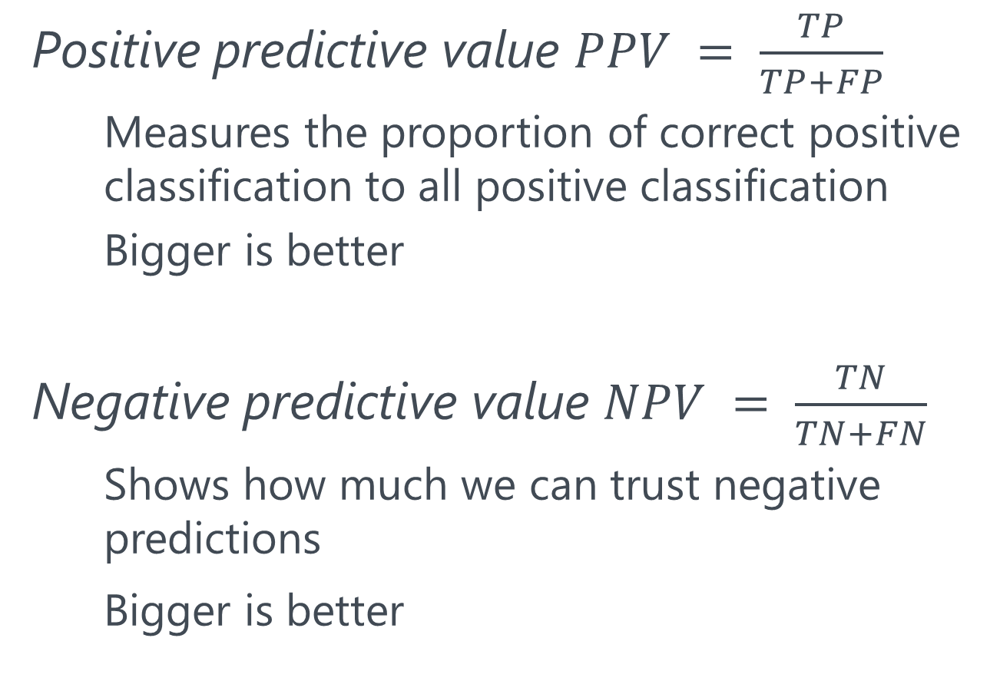 Positive predictive value PPV = TP / TP+FP
Measures the proportion of correct positive
classification to all positive classification
Bigger is better
Negative predictive value NPV = TN / TN+FN
Shows how much we can trust negative
predictions
Bigger is better